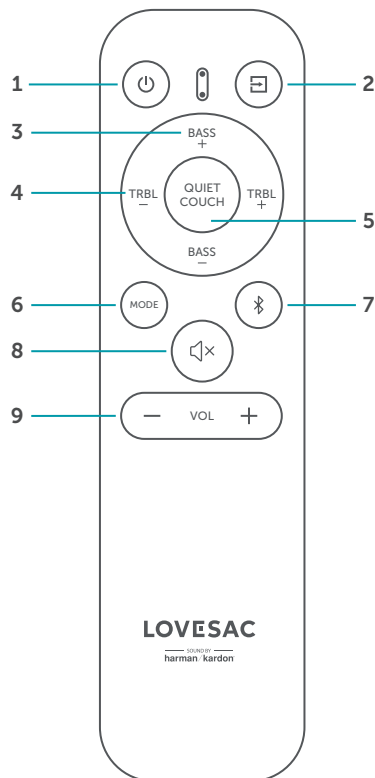 1
2
3
BASS
+
4
TRBL
−
QUIET
COUCH
TRBL
+
5
BASS
−
6
MODE
7
8
9
− VOL +
LOVESAC
SOUND BY
harman/kardon